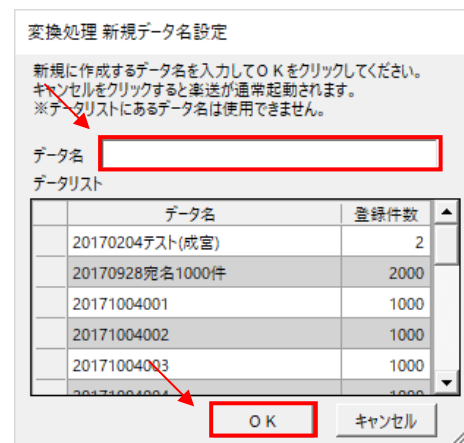 変換処理 新規データ名設定
新規に作成するデータ名を入力してＯＫをクリックしてください。
キャンセルをクリックすると楽送が通常起動されます。
※データリストにあるデータ名は使用できません。
データ名
データリスト
データ名 登録件数
20170204テスト(成宮) 2
20170928宛名1000件 2000
20171004001 1000
20171004002 1000
20171004003 1000
20171004004 1000
ＯＫ キャンセル